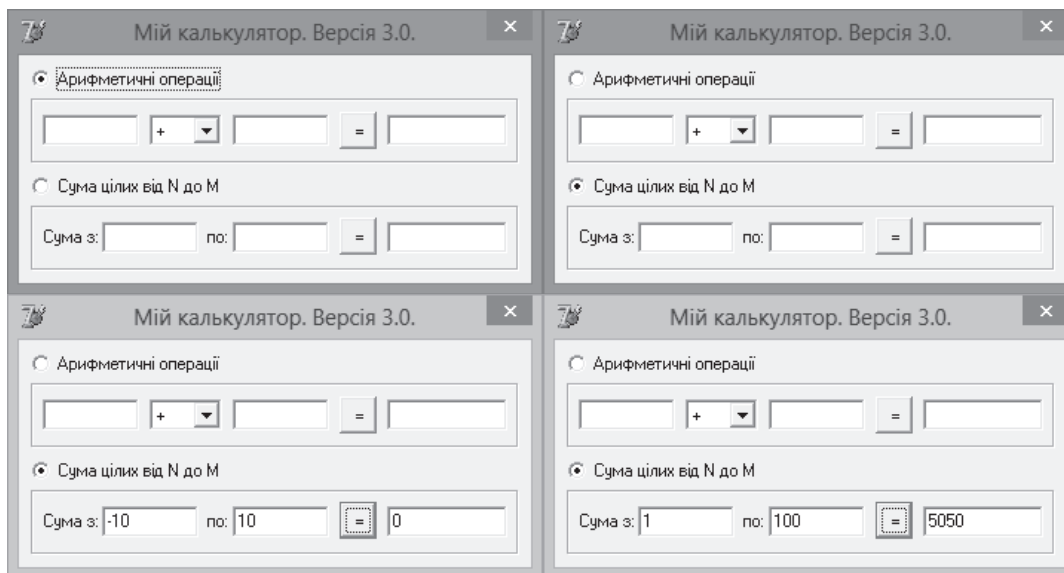 Мій калькулятор. Версія 3.0.
Арифметичні операції
+ =
Сума цілих від N до M
Сума з: по: =
Мій калькулятор. Версія 3.0.
Арифметичні операції
+ =
Сума цілих від N до M
Сума з: по: =
Мій калькулятор. Версія 3.0.
Арифметичні операції
+ =
Сума цілих від N до M
Сума з: -10 по: 10 = 0
Мій калькулятор. Версія 3.0.
Арифметичні операції
+ =
Сума цілих від N до M
Сума з: 1 по: 100 = 5050